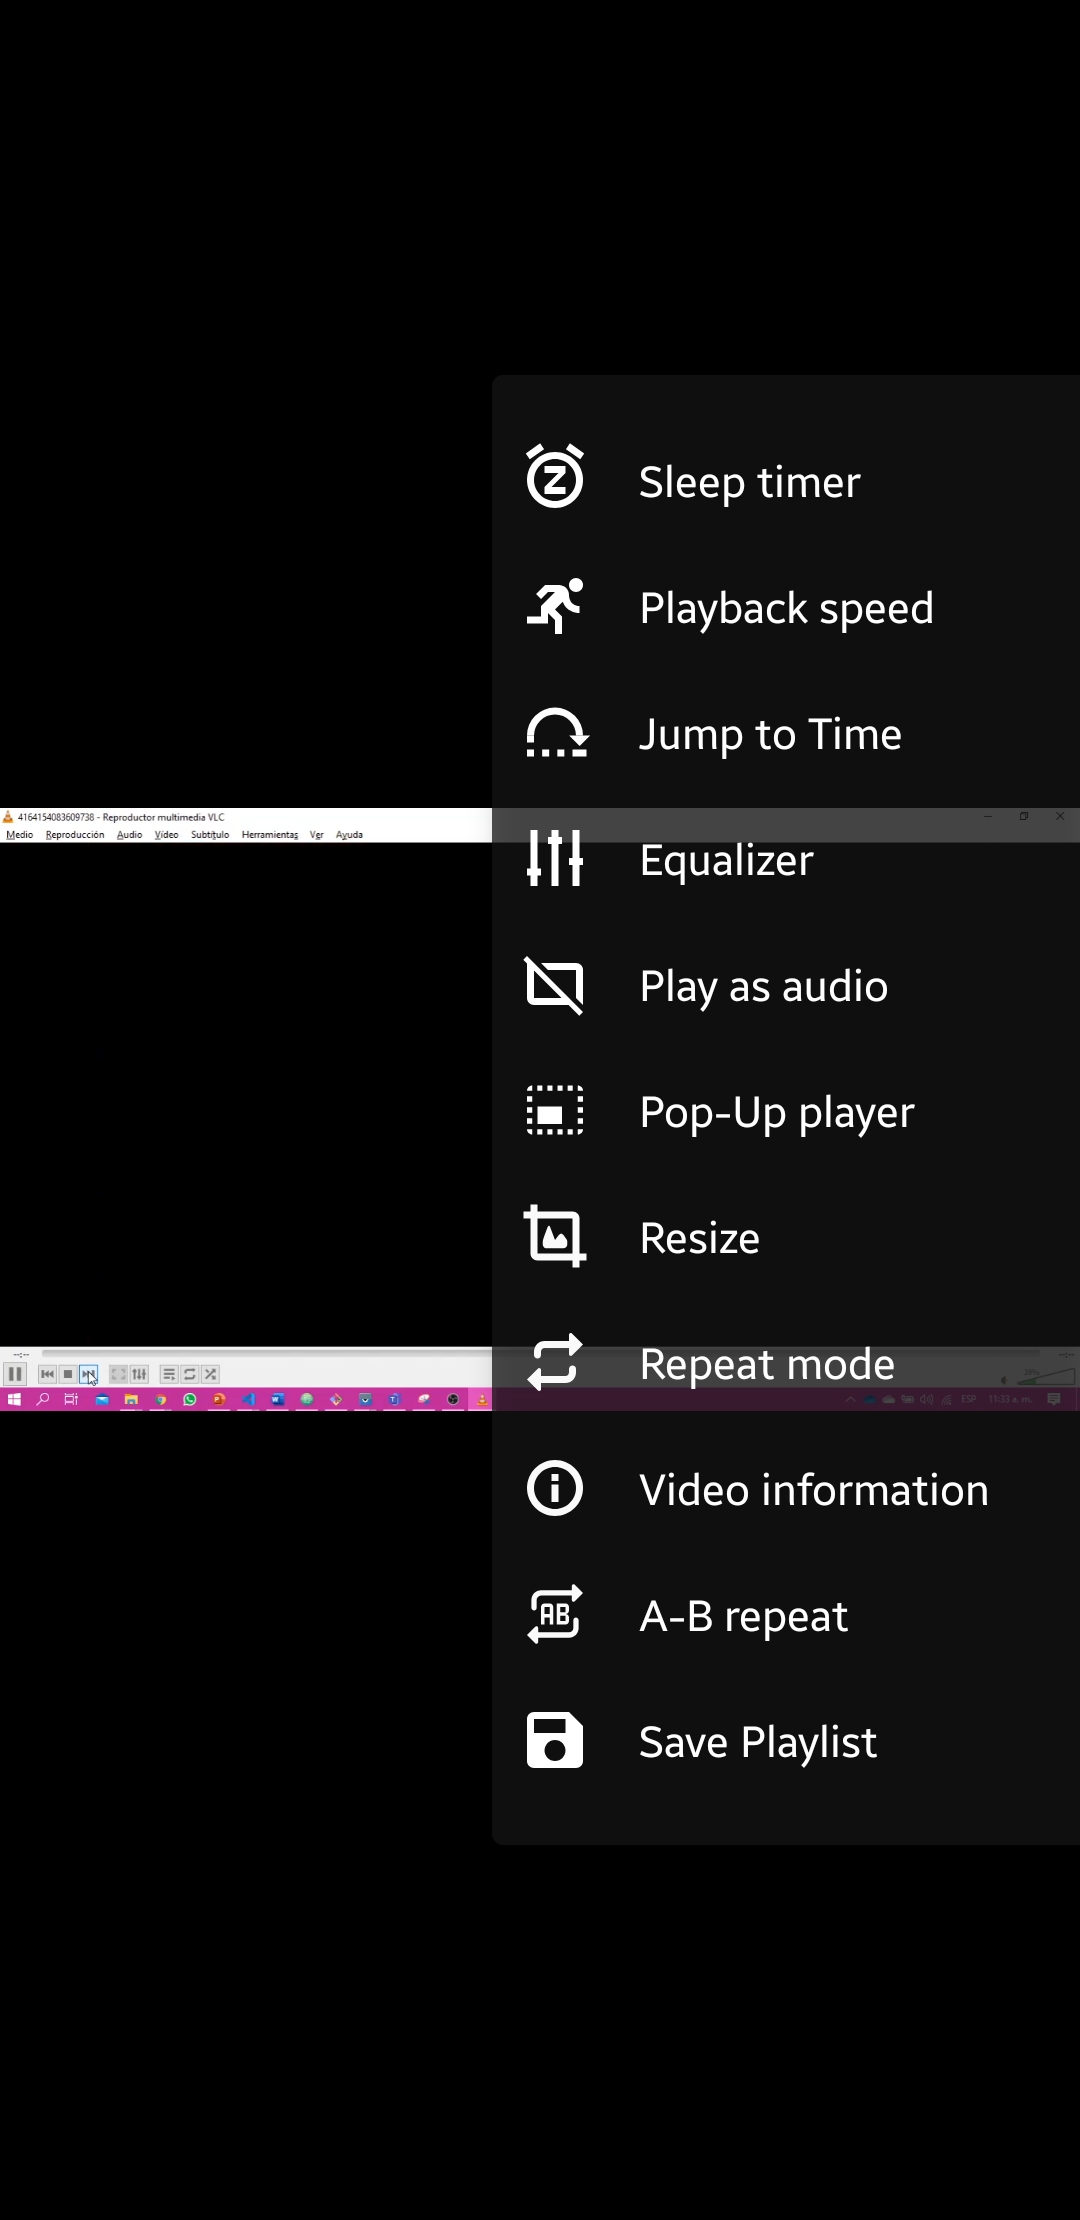 Sleep timer
Playback speed
Jump to Time
4164154083609738 - Reproductor multimedia VLC
Medio Reproducción Audio Vídeo Subtítulo Herramientas Ver Ayuda
Equalizer
Play as audio
Pop-Up player
Resize
--:--
Repeat mode
ESP 11:33 a. m.
Video information
A-B repeat
Save Playlist